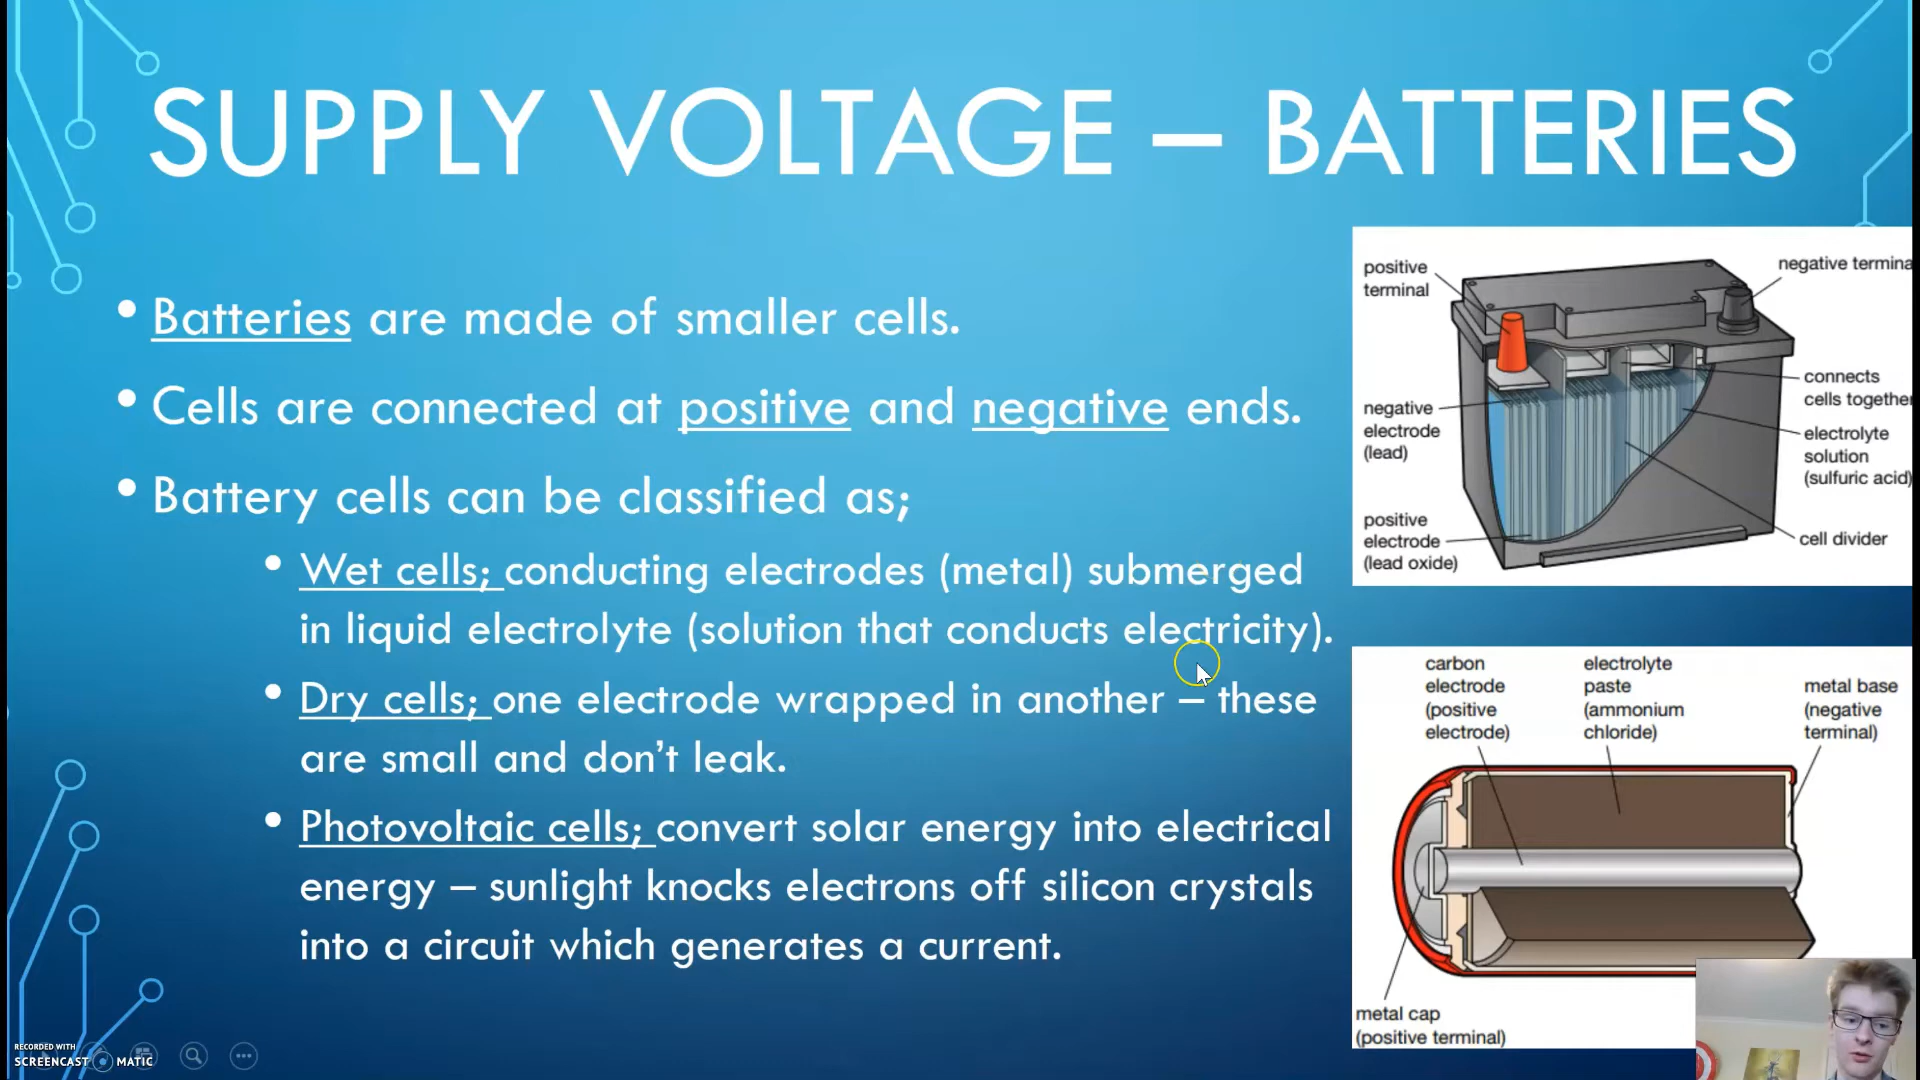 SUPPLY VOLTAGE – BATTERIES
• Batteries are made of smaller cells.
• Cells are connected at positive and negative ends.
• Battery cells can be classified as;
• Wet cells; conducting electrodes (metal) submerged
in liquid electrolyte (solution that conducts electricity).
• Dry cells; one electrode wrapped in another – these
are small and don’t leak.
• Photovoltaic cells; convert solar energy into electrical
energy – sunlight knocks electrons off silicon crystals
into a circuit which generates a current.
positive
terminal
negative termina
connects
cells together
negative
electrode
(lead)
electrolyte
solution
(sulfuric acid)
positive
electrode
(lead oxide)
cell divider
carbon
electrode
(positive
electrode)
electrolyte
paste
(ammonium
chloride)
metal base
(negative
terminal)
metal cap
(positive terminal)
RECORDED WITH
SCREENCAST MATIC